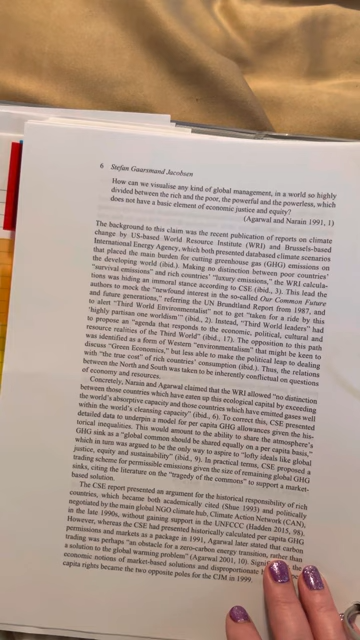 6 Stefan Gaarsmand Jacobsen
How can we visualise any kind of global management, in a world so highly
divided between the rich and the poor, the powerful and the powerless, which
does not have a basic element of economic justice and equity?
(Agarwal and Narain 1991, 1)
The background to this claim was the recent publication of reports on climate
change by US-based World Resource Institute (WRI) and Brussels-based
International Energy Agency, which both presented database climate scenarios
that placed the main burden for cutting greenhouse gas (GHG) emissions on
the developing world (ibid.). Making no distinction between poor countries'
"survival emissions" and rich countries' "luxury emissions," the WRI calcula-
tions was hiding an immoral stance according to CSE (ibid., 3). This lead the
authors to mock the "newfound interest in the so-called Our Common Future
and future generations," referring the UN Brundtland Report from 1987, and
to alert "Third World Environmentalist" not to get "taken for a ride by this
'highly partisan one worldism'" (ibid., 2). Instead, "Third World leaders" had
to propose an "agenda that responds to the economic, political, cultural and
resource realities of the Third World" (ibid., 17). The opposition to this path
was identified as a form of Western "environmentalism" that might be keen to
discuss "Green Economics," but less able to make the political leap to dealing
with "the true cost" of rich countries' consumption (ibid.). Thus, the relations
between the North and South was taken to be inherently conflictual on questions
of economy and resources.
Concretely, Narain and Agarwal claimed that the WRI allowed "no distinction
between those countries which have eaten up this ecological capital by exceeding
the world's absorptive capacity and those countries which have emitted gases well
within the world's cleansing capacity" (ibid., 6). To correct this, CSE presented
detailed data to underpin a model for per capita GHG allowances given the his-
torical inequalities. This would amount to the ability to share the atmosphere's
GHG sink as a "global common should be shared equally on a per capita basis,"
which in turn was argued to be the only way to aspire to "lofty ideals like global
justice, equity and sustainability" (ibid., 9). In practical terms, CSE proposed a
trading scheme for permissible emissions given the size of remaining global GHG
sinks, citing the literature on the "tragedy of the commons" to support a market-
based solution.
The CSE report presented an argument for the historical responsibility of rich
countries, which became both academically cited (Shue 1993) and politically
negotiated by the main global NGO climate hub, Climate Action Network (CAN),
in the late 1990s, without gaining support in the UNFCCC (Hadden 2015, 98).
However, whereas the CSE had presented historically calculated per capita GHG
permissions and markets as a package in 1991, Agarwal later stated that carbon
trading was perhaps "an obstacle for a zero-carbon energy transition, rather than
a solution to the global warming problem" (Agarwal 2001, 10). the
economic notions of market-based solutions and disproportionate
capita rights became the two opposite poles for the CJM in 1999.